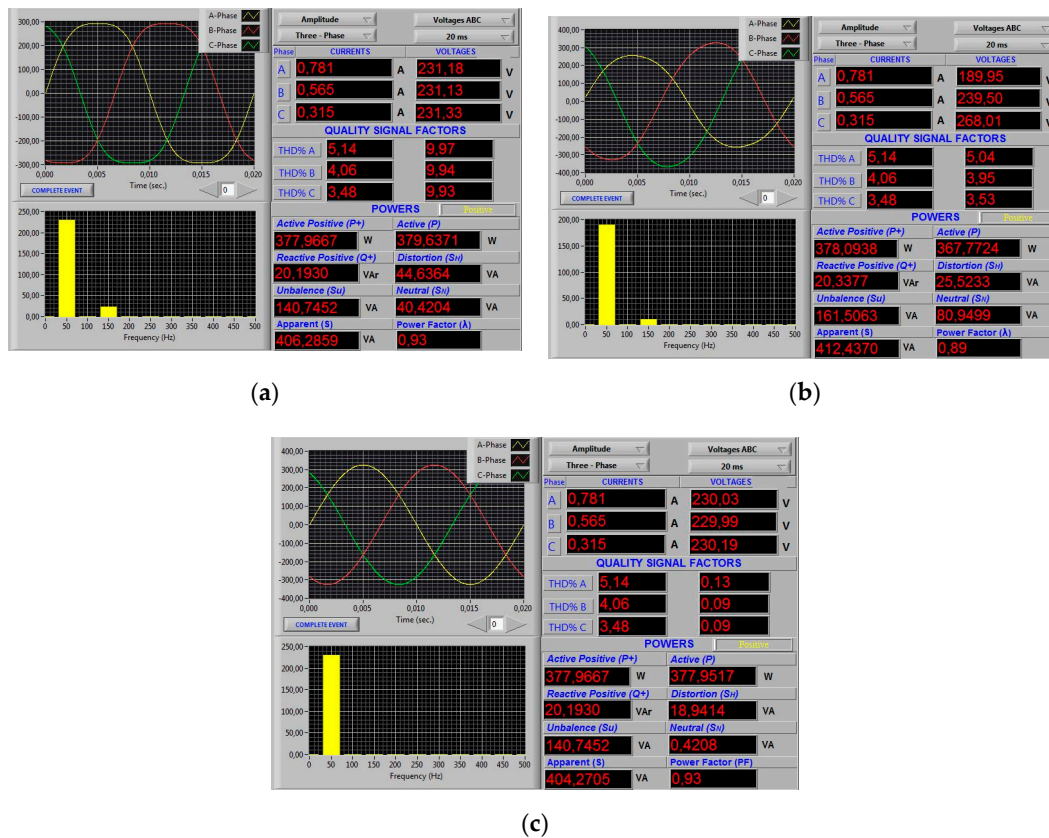 A-Phase
B-Phase
C-Phase
300,00
200,00
100,00
0,00
-100,00
-200,00
-300,00
0,000 0,005 0,010 0,015 0,020
Time (sec.)
COMPLETE EVENT 0
250,00
200,00
150,00
100,00
50,00
0,00
0 50 100 150 200 250 300 350 400 450 500
Frequency (Hz)
Amplitude Voltages ABC
Three - Phase 20 ms
Phase CURRENTS VOLTAGES
A 0,781 A 231,18 V
B 0,565 A 231,13 V
C 0,315 A 231,33 V
QUALITY SIGNAL FACTORS
THD% A 5,14 9,97
THD% B 4,06 9,94
THD% C 3,48 9,93
POWERS Positive
Active Positive (P+) Active (P)
377,9667 W 379,6371 W
Reactive Positive (Q+) Distortion (SH)
20,1930 VAr 44,6364 VA
Unbalence (Su) Neutral (SN)
140,7452 VA 40,4204 VA
Apparent (S) Power Factor (λ)
406,2859 VA 0,93
(a)
A-Phase
B-Phase
C-Phase
400,00
300,00
200,00
100,00
0,00
-100,00
-200,00
-300,00
-400,00
0,000 0,005 0,010 0,015 0,020
Time (sec.)
COMPLETE EVENT 0
200,00
150,00
100,00
50,00
0,00
0 50 100 150 200 250 300 350 400 450 500
Frequency (Hz)
Amplitude Voltages ABC
Three - Phase 20 ms
Phase CURRENTS VOLTAGES
A 0,781 A 189,95 V
B 0,565 A 239,50 V
C 0,315 A 268,01 V
QUALITY SIGNAL FACTORS
THD% A 5,14 5,04
THD% B 4,06 3,95
THD% C 3,48 3,53
POWERS Positive
Active Positive (P+) Active (P)
378,0938 W 367,7724 W
Reactive Positive (Q+) Distortion (SH)
20,3377 VAr 25,5233 VA
Unbalence (Su) Neutral (SN)
161,5063 VA 80,9499 VA
Apparent (S) Power Factor (λ)
412,4370 VA 0,89
(b)
A-Phase
B-Phase
C-Phase
400,00
300,00
200,00
100,00
0,00
-100,00
-200,00
-300,00
-400,00
0,000 0,005 0,010 0,015 0,020
Time (sec.)
COMPLETE EVENT 0
250,00
200,00
150,00
100,00
50,00
0,00
0 50 100 150 200 250 300 350 400 450 500
Frequency (Hz)
Amplitude Voltages ABC
Three - Phase 20 ms
Phase CURRENTS VOLTAGES
A 0,781 A 230,03 V
B 0,565 A 229,99 V
C 0,315 A 230,19 V
QUALITY SIGNAL FACTORS
THD% A 5,14 0,13
THD% B 4,06 0,09
THD% C 3,48 0,09
POWERS Positive
Active Positive (P+) Active (P)
377,9667 W 377,9517 W
Reactive Positive (Q+) Distortion (SH)
20,1930 VAr 18,9414 VA
Unbalence (Su) Neutral (SN)
140,7452 VA 0,4208 VA
Apparent (S) Power Factor (PF)
404,2705 VA 0,93
(c)